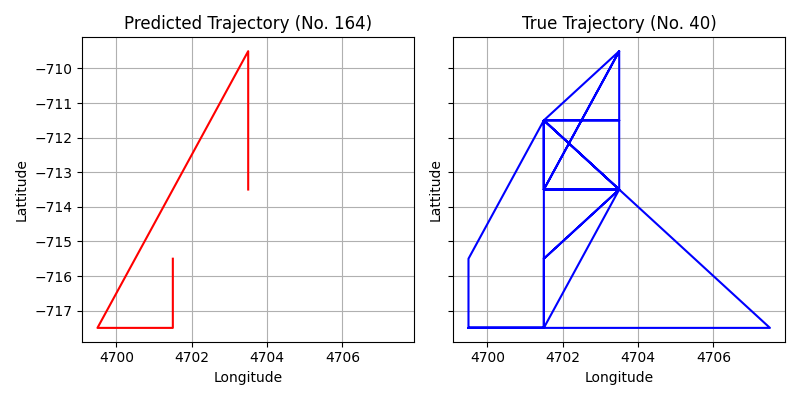 Predicted Trajectory (No. 164)
−710
−711
−712
−713
−714
−715
−716
−717
Lattitude
4700 4702 4704 4706
Longitude
True Trajectory (No. 40)
Lattitude
4700 4702 4704 4706
Longitude